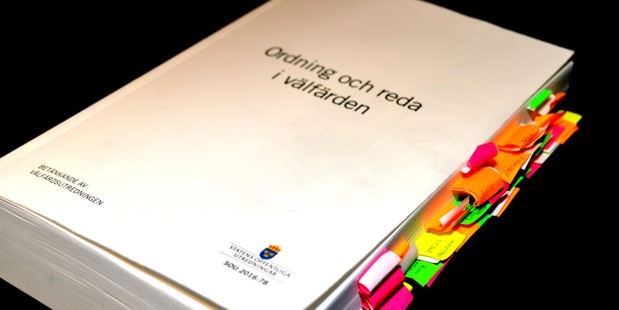 Ordning och reda
i välfärden
BETÄNKANDE AV
VÄLFÄRDSUTREDNINGEN
STATENS OFFENTLIGA
UTREDNINGAR
SOU 2016:78